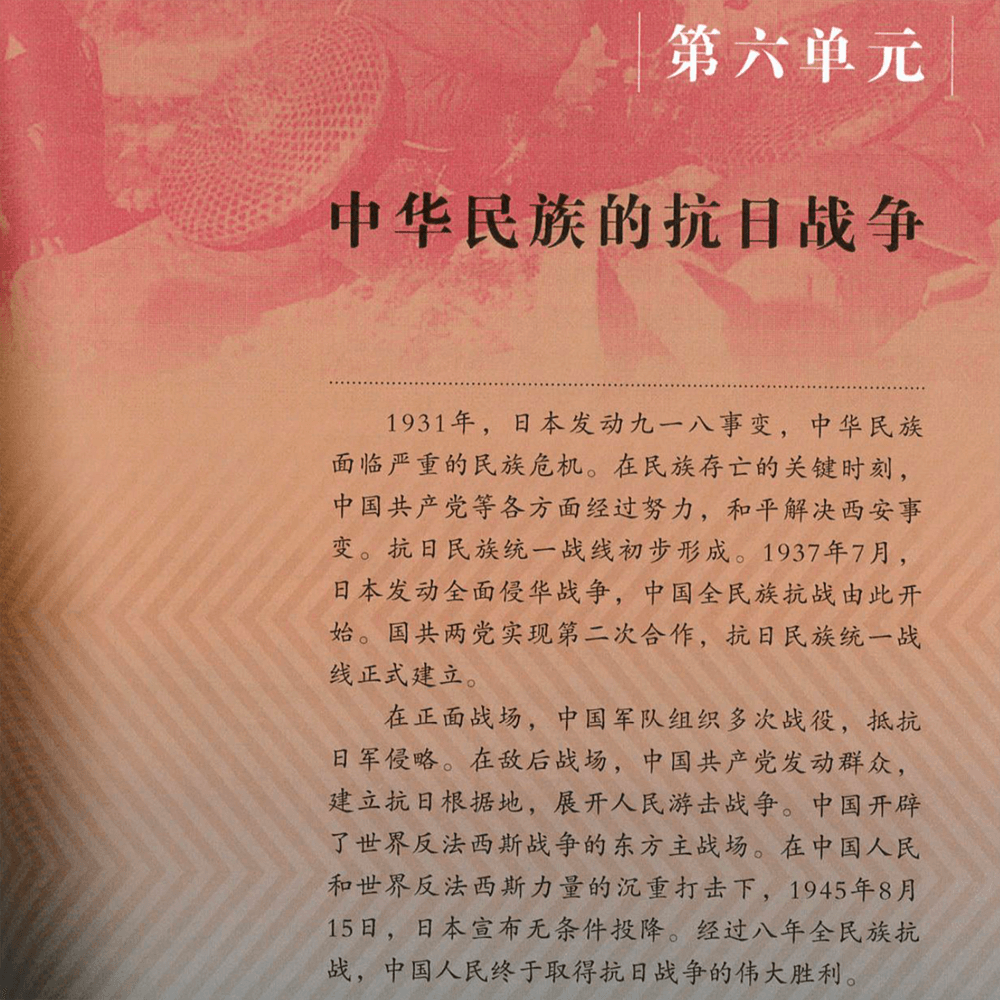 第六单元
中华民族的抗日战争
1931年，日本发动九一八事变，中华民族
面临严重的民族危机。在民族存亡的关键时刻，
中国共产党等各方面经过努力，和平解决西安事
变。抗日民族统一战线初步形成。1937年7月，
日本发动全面侵华战争，中国全民族抗战由此开
始。国共两党实现第二次合作，抗日民族统一战
线正式建立。
在正面战场，中国军队组织多次战役，抵抗
日军侵略。在敌后战场，中国共产党发动群众，
建立抗日根据地，展开人民游击战争。中国开辟
了世界反法西斯战争的东方主战场。在中国人民
和世界反法西斯力量的沉重打击下，1945年8月
15日，日本宣布无条件投降。经过八年全民族抗
战，中国人民终于取得抗日战争的伟大胜利。